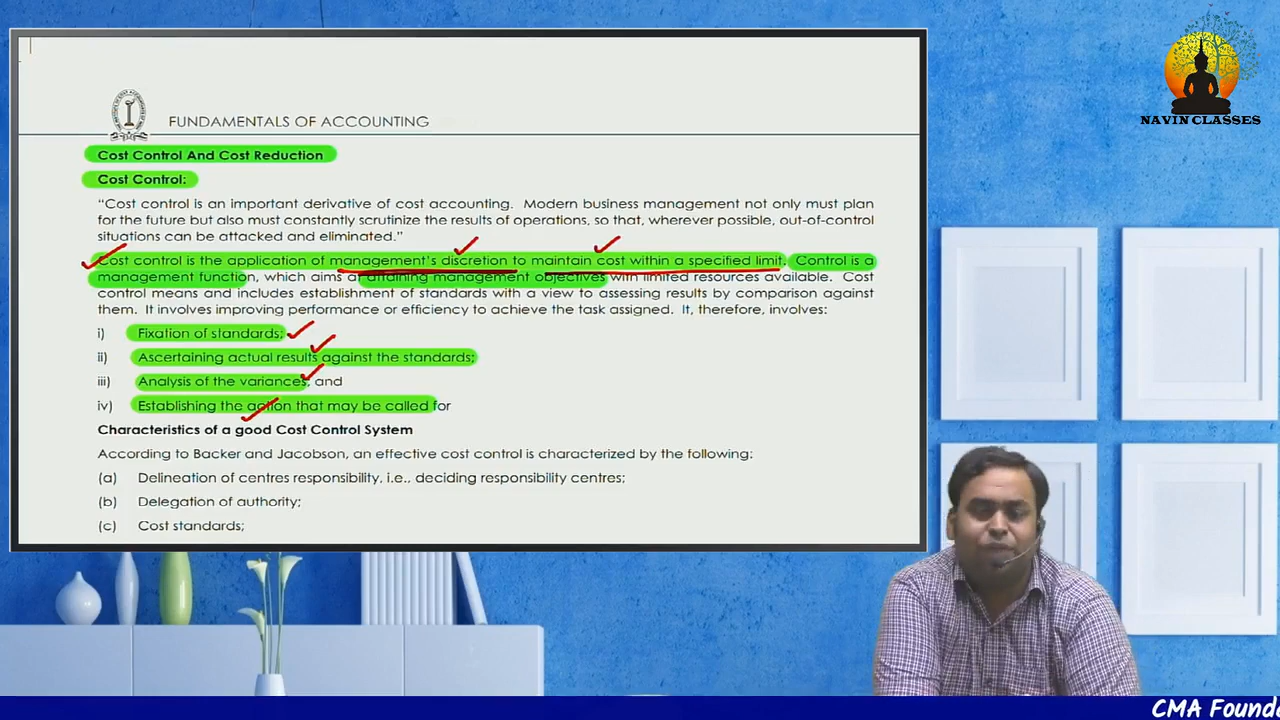 NAVIN CLASSES
FUNDAMENTALS OF ACCOUNTING
Cost Control And Cost Reduction
Cost Control:
“Cost control is an important derivative of cost accounting. Modern business management not only must plan
for the future but also must constantly scrutinize the results of operations, so that, wherever possible, out-of-control
situations can be attacked and eliminated.”
Cost control is the application of management’s discretion to maintain cost within a specified limit. Control is a
management function, which aims at attaining management objectives with limited resources available. Cost
control means and includes establishment of standards with a view to assessing results by comparison against
them. It involves improving performance or efficiency to achieve the task assigned. It, therefore, involves:
i) Fixation of standards;
ii) Ascertaining actual results against the standards;
iii) Analysis of the variances, and
iv) Establishing the action that may be called for
Characteristics of a good Cost Control System
According to Backer and Jacobson, an effective cost control is characterized by the following:
(a) Delineation of centres responsibility, i.e., deciding responsibility centres;
(b) Delegation of authority;
(c) Cost standards;
CMA Founda